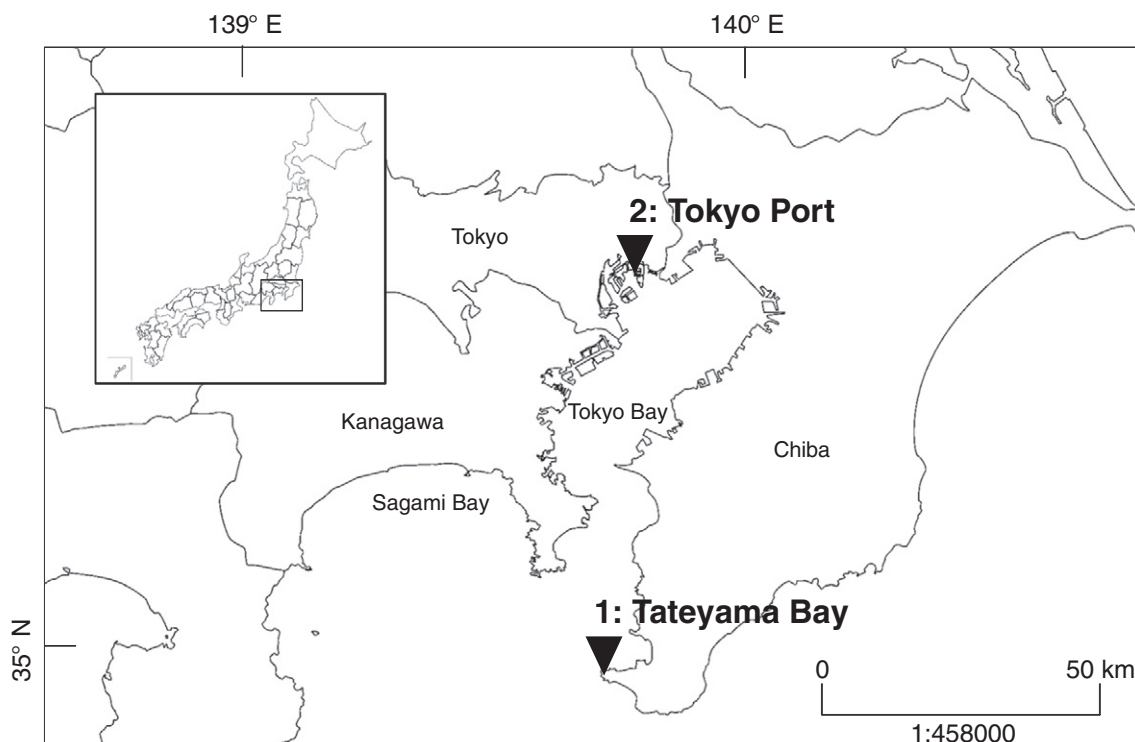 139° E
140° E
2: Tokyo Port
Tokyo
Tokyo Bay
Kanagawa
Chiba
Sagami Bay
1: Tateyama Bay
35° N
0
50 km
1:458000